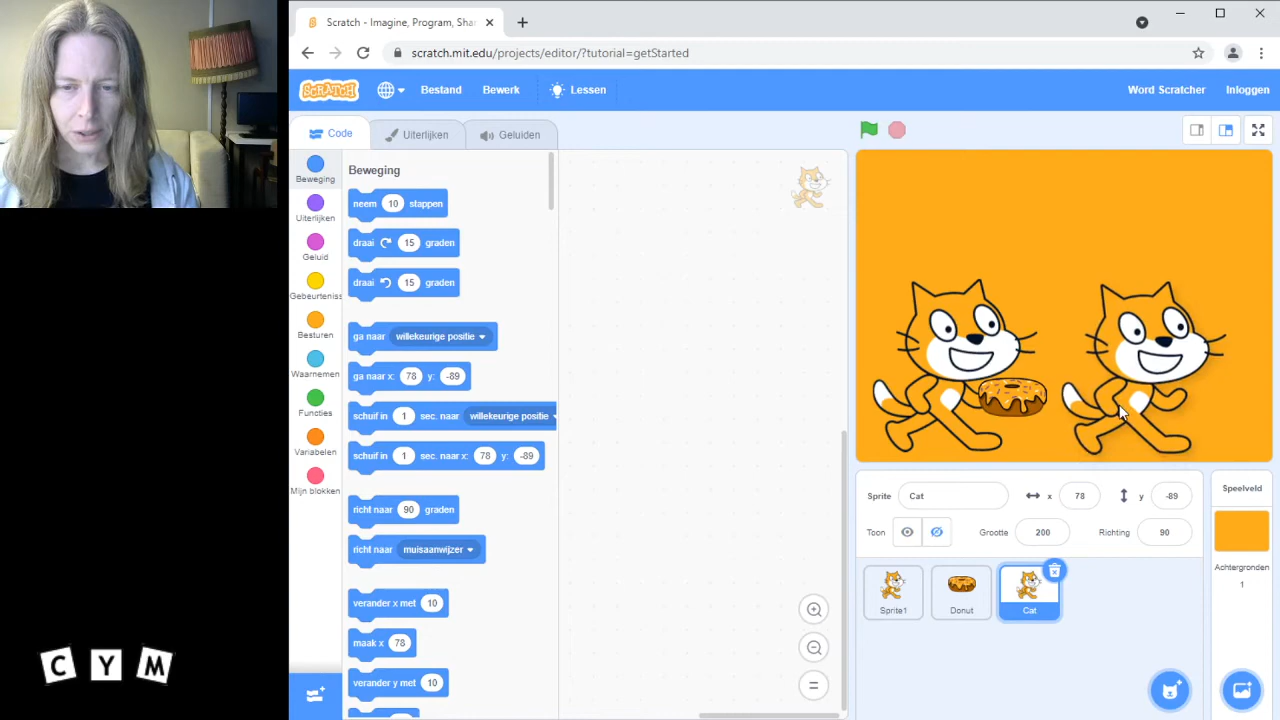 Scratch - Imagine, Program, Sha
scratch.mit.edu/projects/editor/?tutorial=getStarted
SCRATCH
Bestand
Bewerk
Lessen
Word Scratcher
Inloggen
Code
Uiterlijken
Geluiden
Beweging
Uiterlijken
Geluid
Gebeurteniss
Besturen
Waarnemen
Functies
Variabelen
Mijn blokken
Beweging
neem 10 stappen
draai 15 graden
draai 15 graden
ga naar willekeurige positie
ga naar x: 78 y: -89
schuif in 1 sec. naar willekeurige positie
schuif in 1 sec. naar x: 78 y: -89
richt naar 90 graden
richt naar muisaanwijzer
verander x met 10
maak x 78
verander y met 10
Sprite Cat x 78 y -89
Toon Grootte 200 Richting 90
Sprite1
Donut
Cat
Speelveld
Achtergronden
1
C Y M